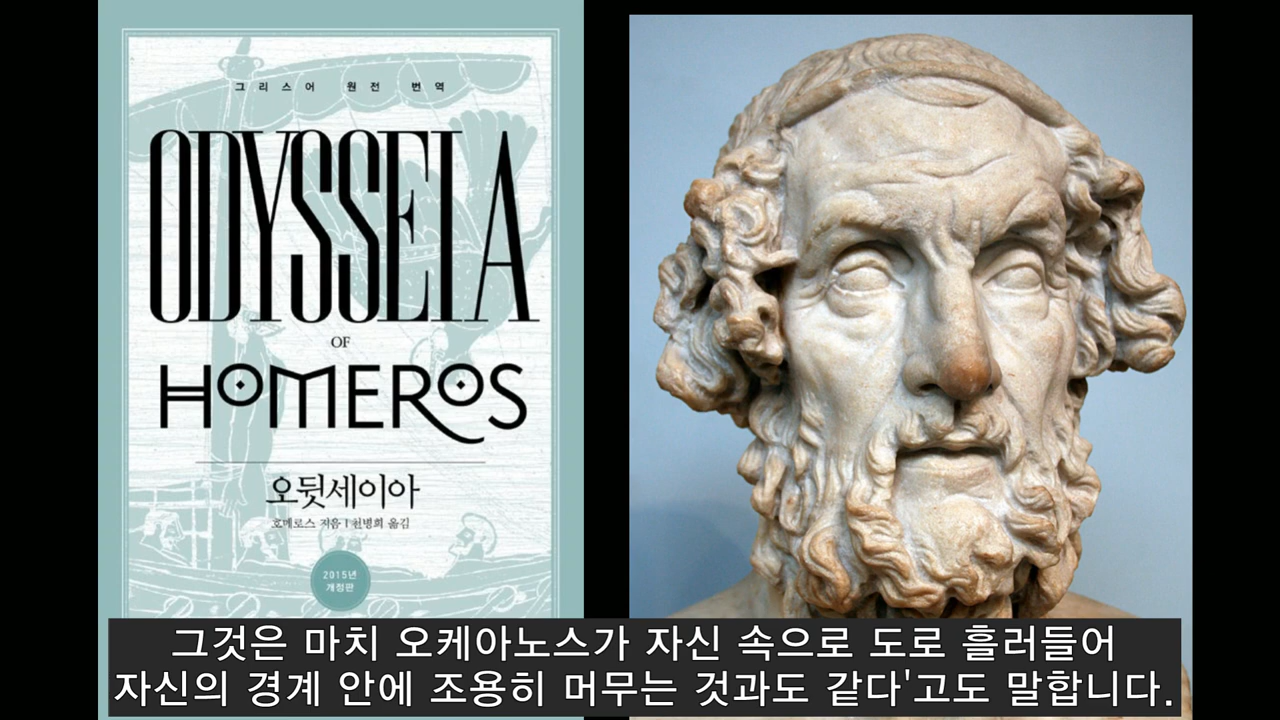 그리스어 원전 번역
ODYSSEIA
OF
HOMEROS
오뒷세이아
호메로스 지음 | 천병희 옮김
2015년
개정판
그것은 마치 오케아노스가 자신 속으로 도로 흘러들어
자신의 경계 안에 조용히 머무는 것과도 같다'고도 말합니다.